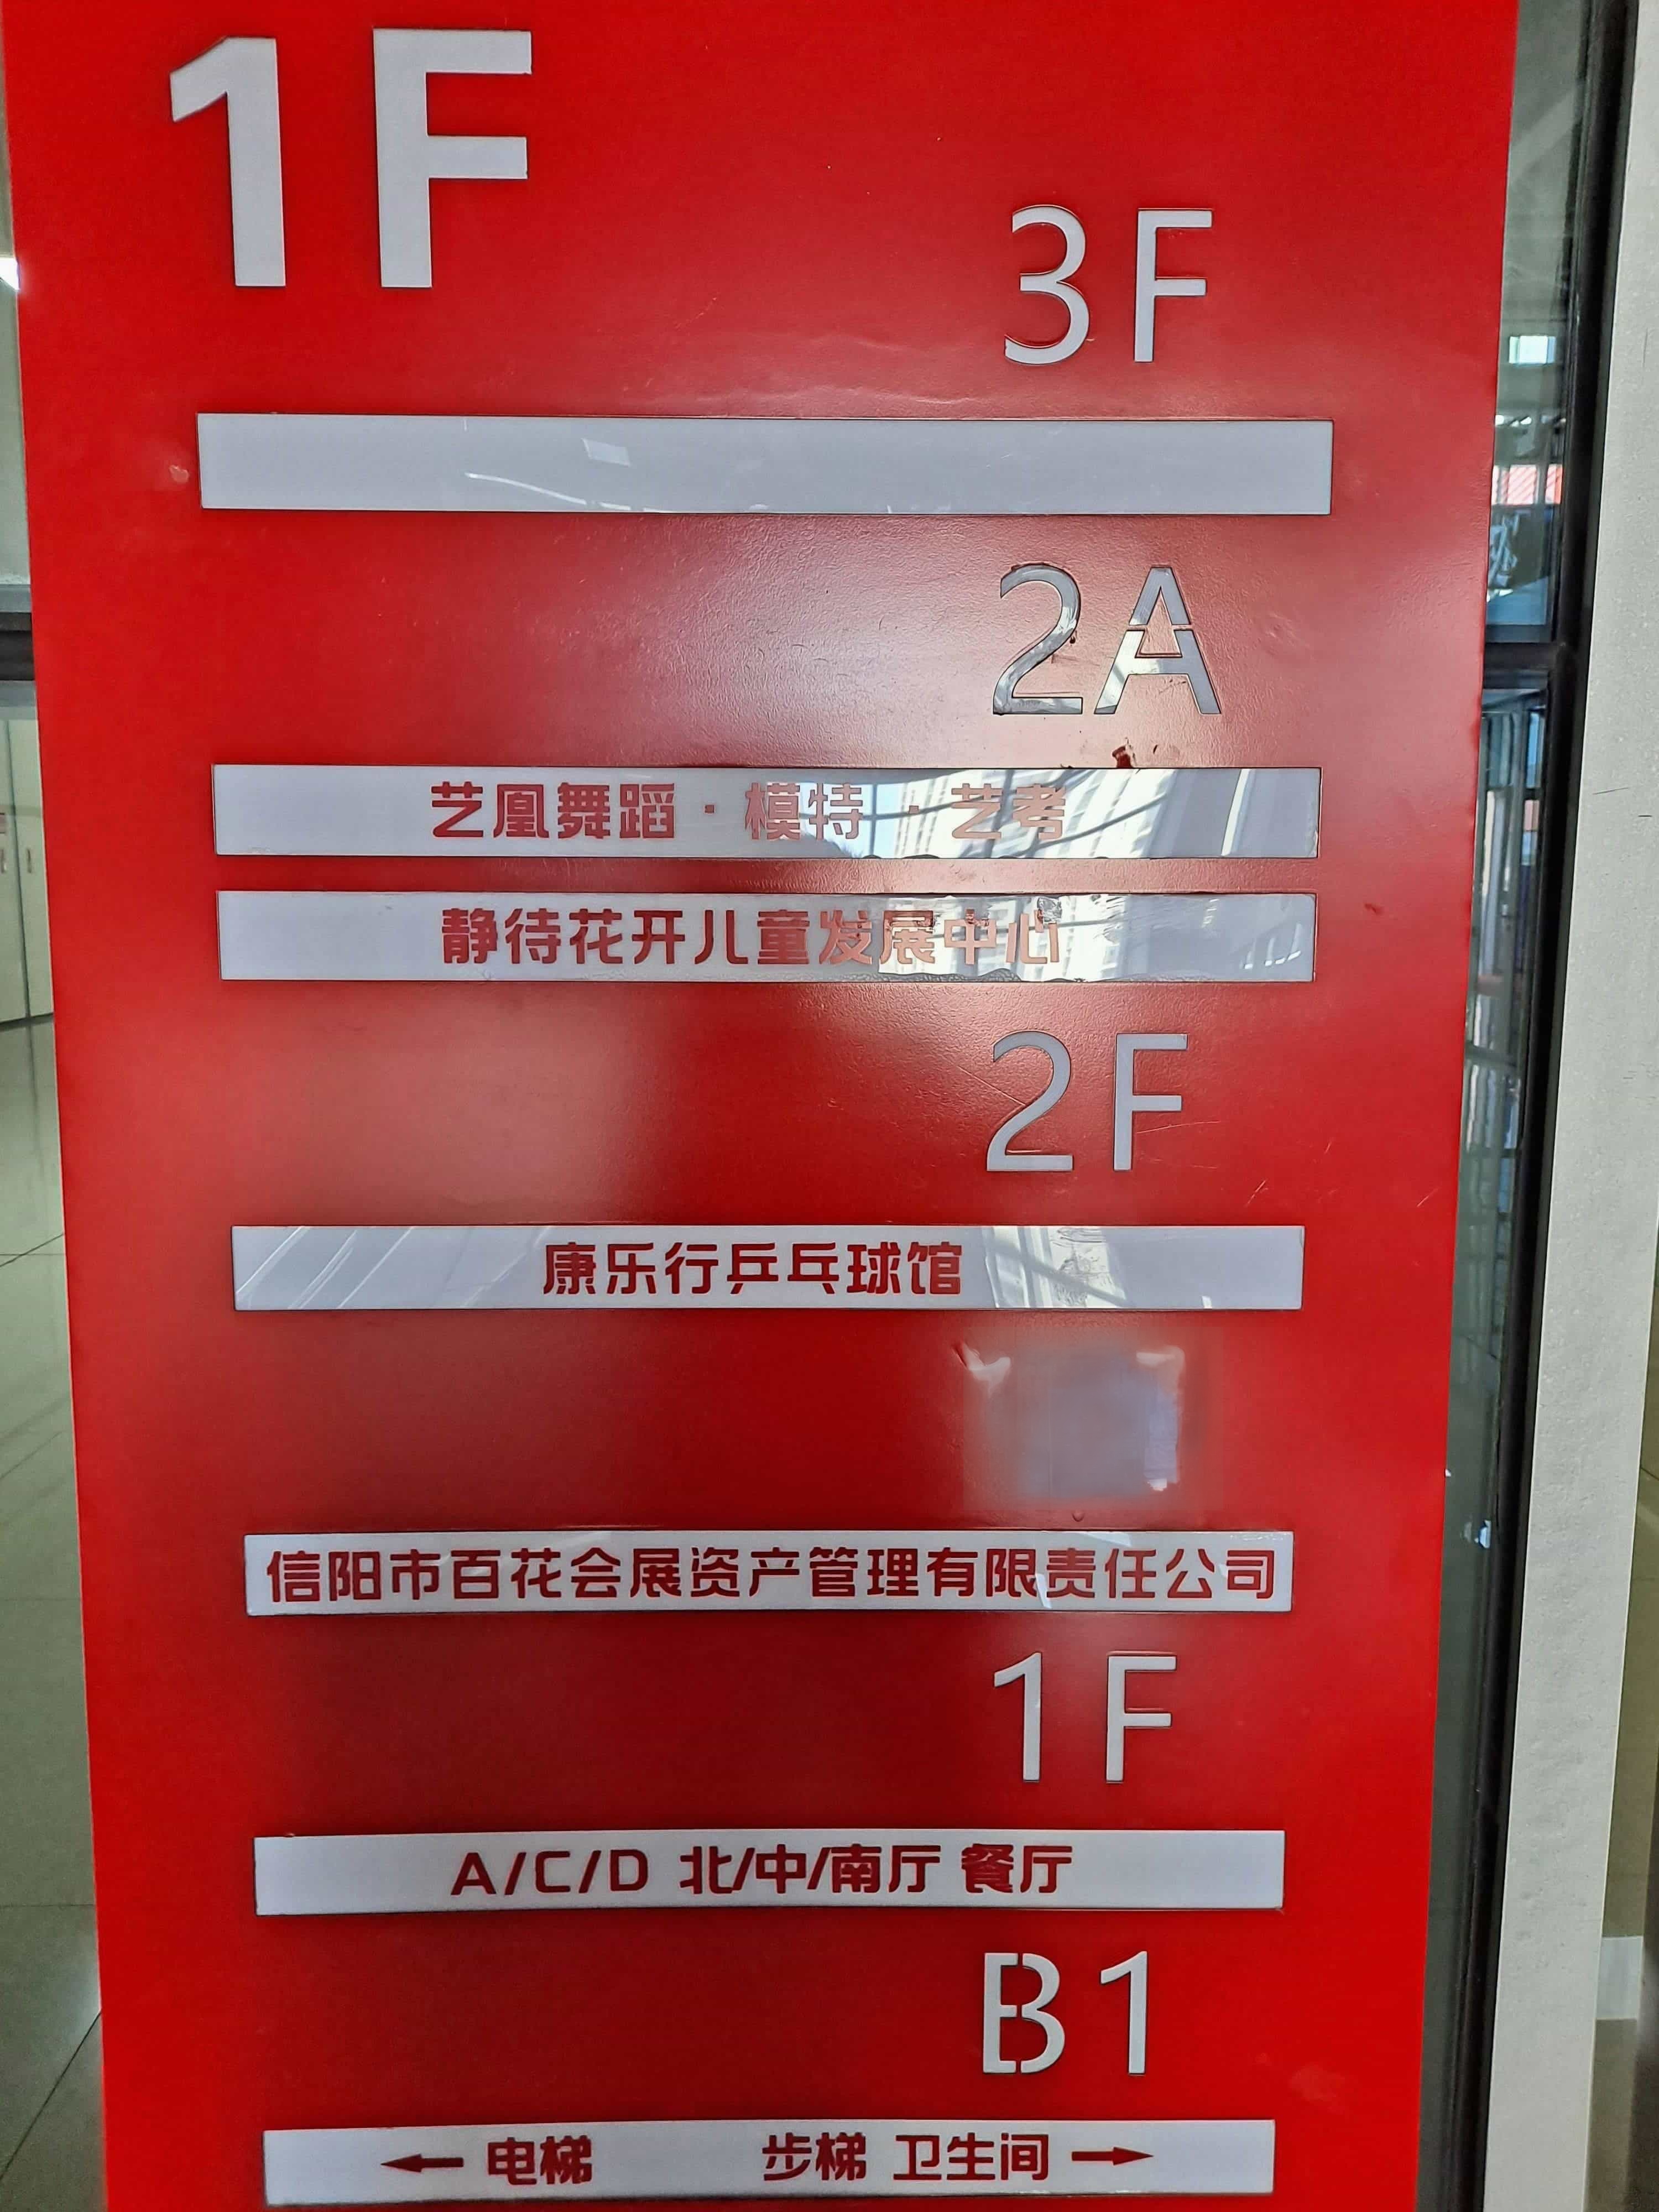 1F
3F
2A
艺凰舞蹈·模特·艺考
静待花开儿童发展中心
2F
康乐行乒乓球馆
信阳市百花会展资产管理有限责任公司
1F
A/C/D 北/中/南厅 餐厅
B1
← 电梯 步梯 卫生间 →